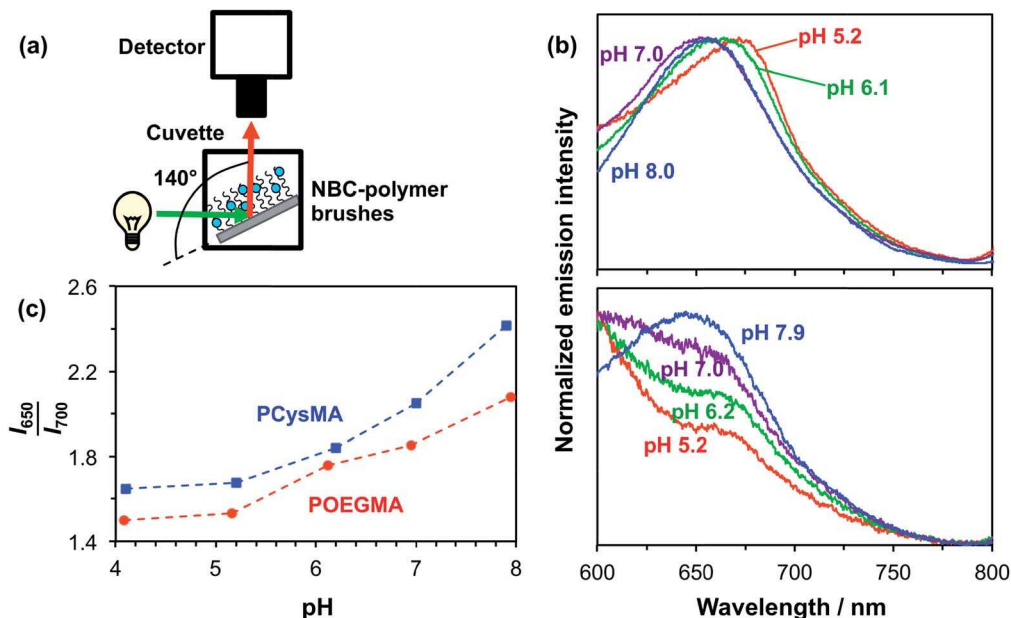 (a)
Detector
Cuvette
140°
NBC-polymer
brushes
(b)
Normalized emission intensity
pH 7.0
pH 5.2
pH 6.1
pH 8.0
pH 7.9
pH 7.0
pH 6.2
pH 5.2
600
650
700
750
800
Wavelength / nm
(c)
I650
I700
2.6
2.2
1.8
1.4
PCysMA
POEGMA
4
5
6
7
8
pH